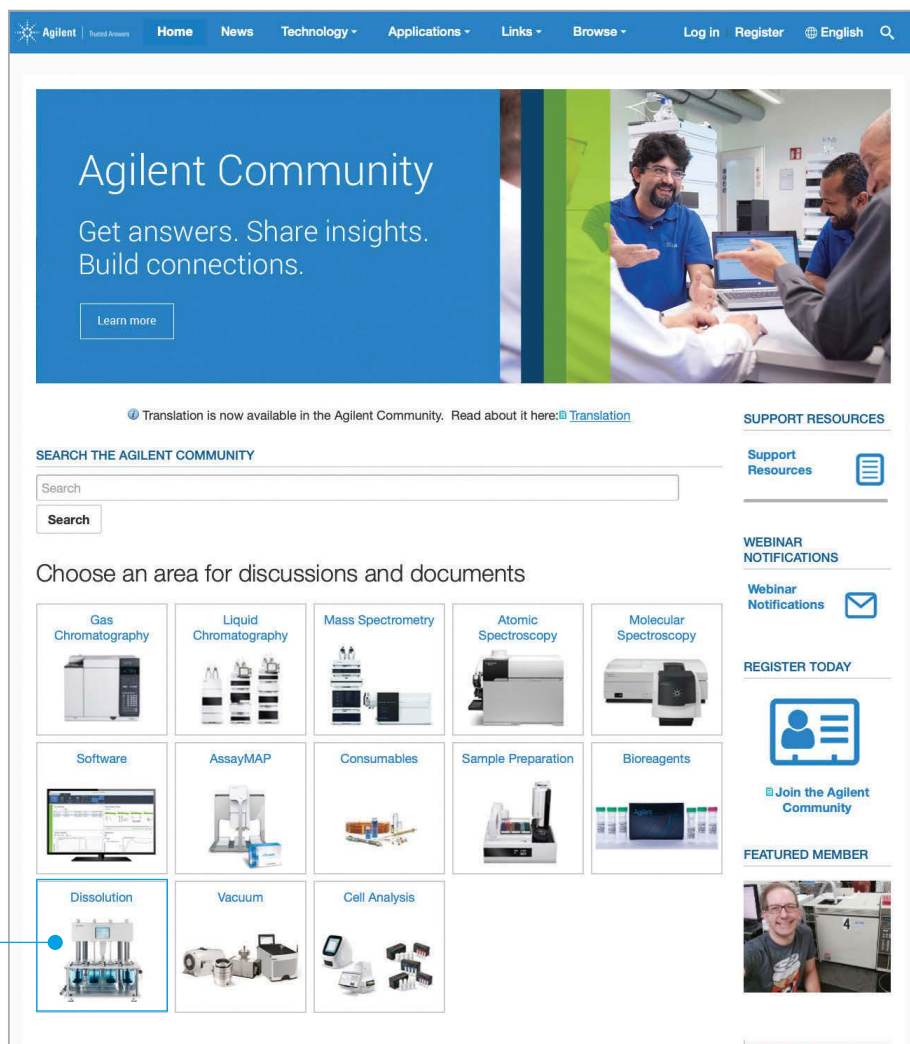 Agilent | Trusted Answers Home News Technology Applications Links Browse Log in Register English
Agilent Community
Get answers. Share insights.
Build connections.
Learn more
Translation is now available in the Agilent Community. Read about it here: Translation
SEARCH THE AGILENT COMMUNITY
Search
Search
Choose an area for discussions and documents
Gas
Chromatography
Liquid
Chromatography
Mass Spectrometry
Atomic
Spectroscopy
Molecular
Spectroscopy
Software
AssayMAP
Consumables
Sample Preparation
Bioreagents
Agilent
Dissolution
Vacuum
Cell Analysis
SUPPORT RESOURCES
Support
Resources
WEBINAR
NOTIFICATIONS
Webinar
Notifications
REGISTER TODAY
Join the Agilent
Community
FEATURED MEMBER
4